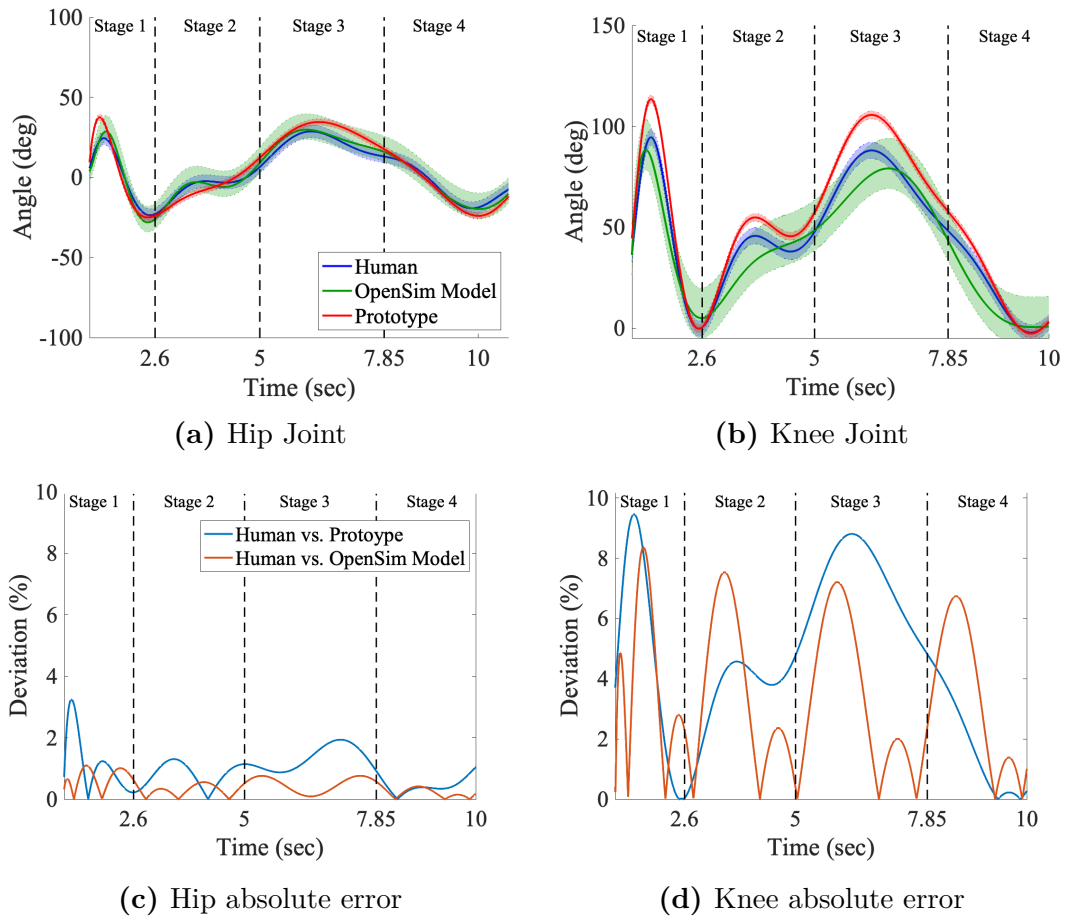 100
50
0
-50
-100
Angle (deg)
Stage 1
Stage 2
Stage 3
Stage 4
Human
OpenSim Model
Prototype
2.6
5
7.85
10
Time (sec)
(a) Hip Joint
150
100
50
0
Angle (deg)
Stage 1
Stage 2
Stage 3
Stage 4
2.6
5
7.85
10
Time (sec)
(b) Knee Joint
10
8
6
4
2
0
Deviation (%)
Stage 1
Stage 2
Stage 3
Stage 4
Human vs. Protoype
Human vs. OpenSim Model
2.6
5
7.85
10
Time (sec)
(c) Hip absolute error
10
8
6
4
2
0
Deviation (%)
Stage 1
Stage 2
Stage 3
Stage 4
2.6
5
7.85
10
Time (sec)
(d) Knee absolute error